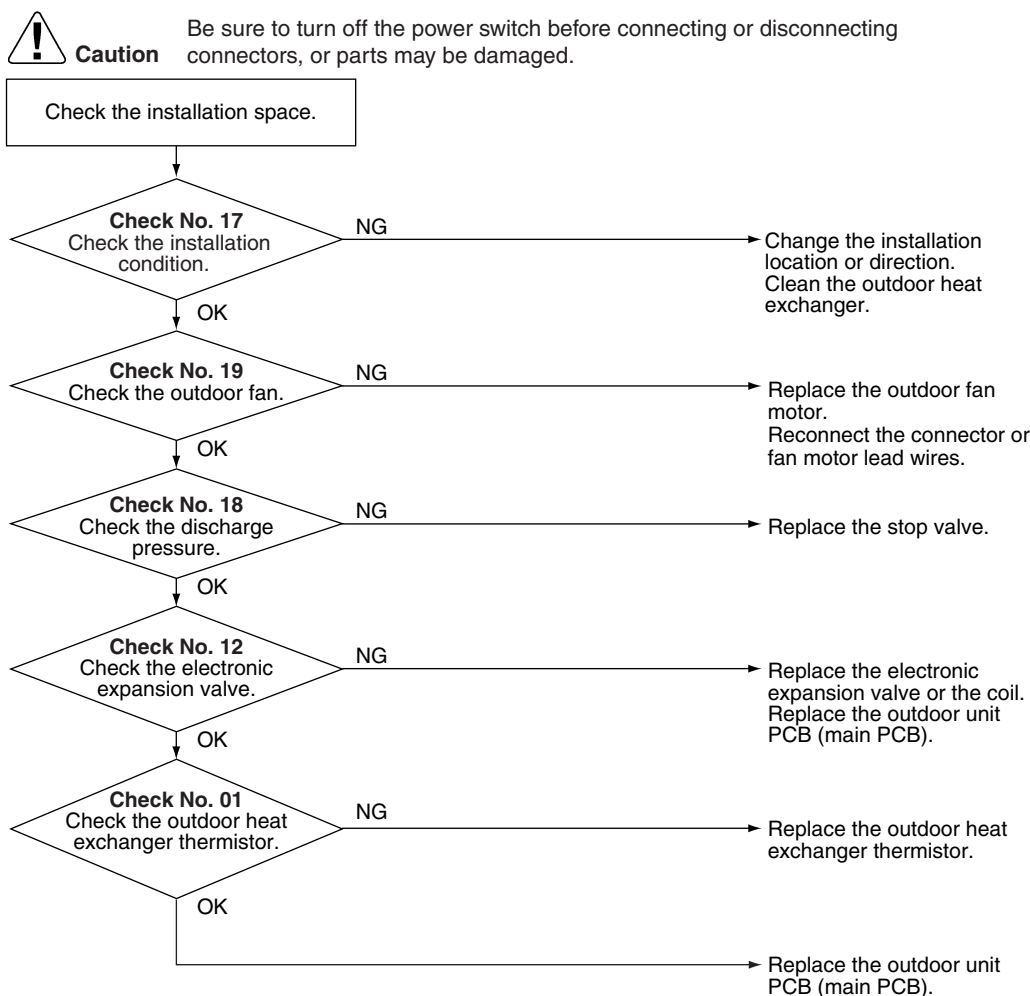 Be sure to turn off the power switch before connecting or disconnecting
Caution connectors, or parts may be damaged.
Check the installation space.
Check No. 17
Check the installation
condition.
NG
Change the installation
location or direction.
Clean the outdoor heat
exchanger.
OK
Check No. 19
Check the outdoor fan.
NG
Replace the outdoor fan
motor.
Reconnect the connector or
fan motor lead wires.
OK
Check No. 18
Check the discharge
pressure.
NG
Replace the stop valve.
OK
Check No. 12
Check the electronic
expansion valve.
NG
Replace the electronic
expansion valve or the coil.
Replace the outdoor unit
PCB (main PCB).
OK
Check No. 01
Check the outdoor heat
exchanger thermistor.
NG
Replace the outdoor heat
exchanger thermistor.
OK
Replace the outdoor unit
PCB (main PCB).